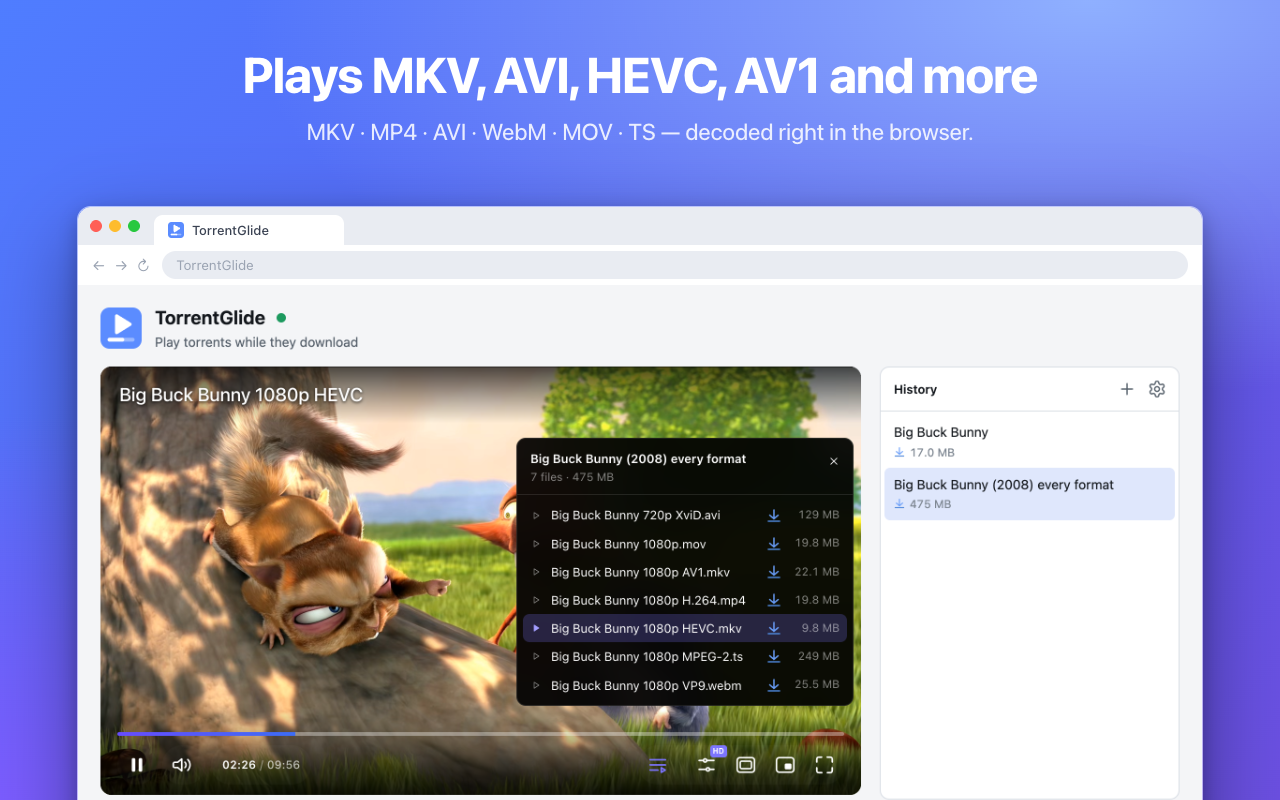 Plays MKV, AVI, HEVC, AV1 and more
MKV · MP4 · AVI · WebM · MOV · TS — decoded right in the browser.
TorrentGlide
TorrentGlide
TorrentGlide
Play torrents while they download
Big Buck Bunny 1080p HEVC
Big Buck Bunny (2008) every format
7 files · 475 MB
Big Buck Bunny 720p XviD.avi 129 MB
Big Buck Bunny 1080p.mov 19.8 MB
Big Buck Bunny 1080p AV1.mkv 22.1 MB
Big Buck Bunny 1080p H.264.mp4 19.8 MB
Big Buck Bunny 1080p HEVC.mkv 9.8 MB
Big Buck Bunny 1080p MPEG-2.ts 249 MB
Big Buck Bunny 1080p VP9.webm 25.5 MB
02:26 / 09:56
HD
History
Big Buck Bunny
17.0 MB
Big Buck Bunny (2008) every format
475 MB